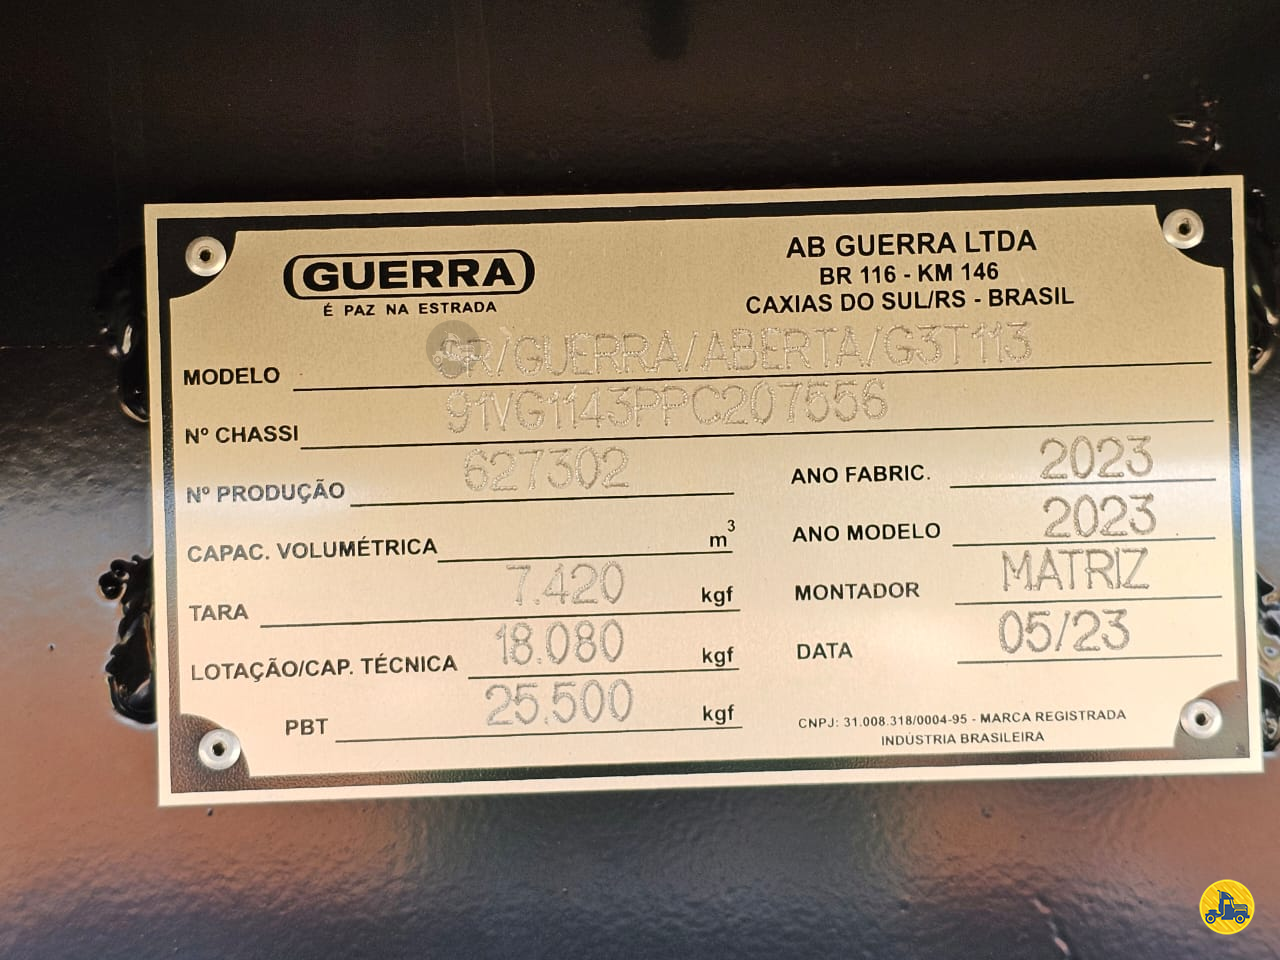 GUERRA
É PAZ NA ESTRADA
AB GUERRA LTDA
BR 116 - KM 146
CAXIAS DO SUL/RS - BRASIL
MODELO SR/GUERRA/ABERTA/G3T113
Nº CHASSI 91VG1143PPC207556
Nº PRODUÇÃO 627302
ANO FABRIC. 2023
CAPAC. VOLUMÉTRICA m³
ANO MODELO 2023
TARA 7.420 kgf
MONTADOR MATRIZ
LOTAÇÃO/CAP. TÉCNICA 18.080 kgf
DATA 05/23
PBT 25.500 kgf
CNPJ: 31.008.318/0004-95 - MARCA REGISTRADA
INDÚSTRIA BRASILEIRA